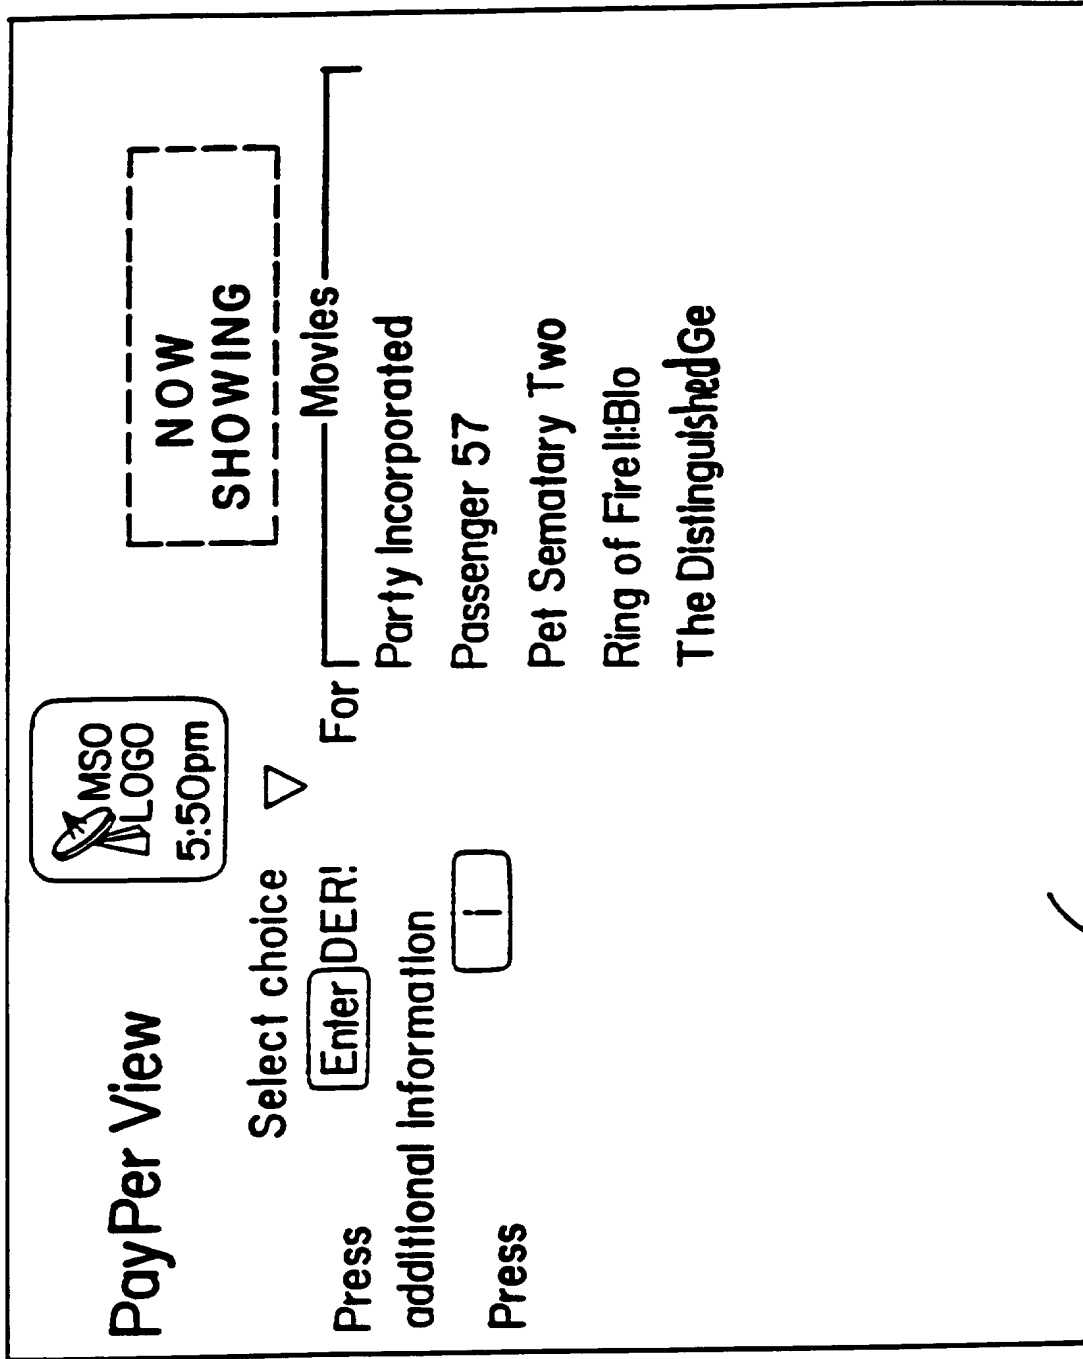 PayPer View
MSO
LOGO
5:50pm
NOW
SHOWING
Select choice
Press Enter DER! For
additional Information
Press i
Movies
Party Incorporated
Passenger 57
Pet Sematary Two
Ring of Fire II:Blo
The DistinguishedGe